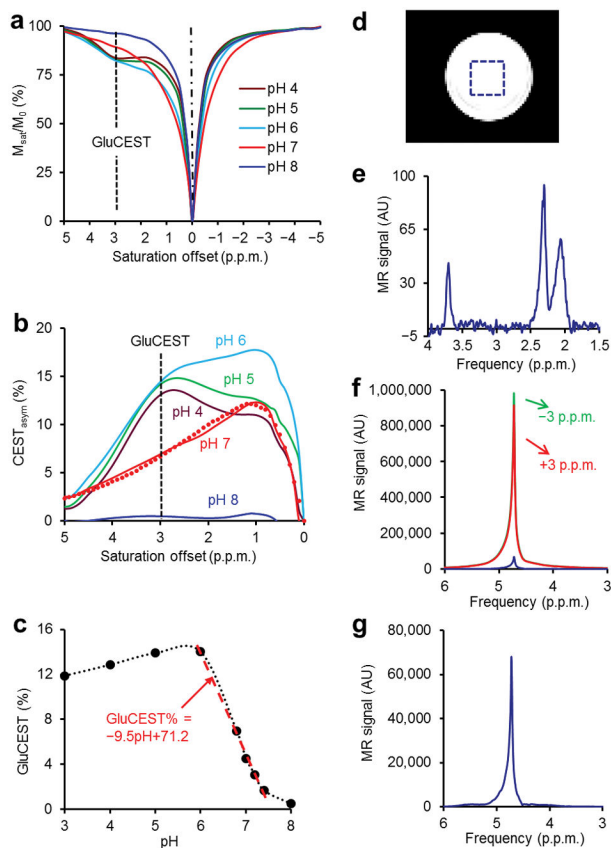 a
100
75
50
25
0
Msat/M0 (%)
GluCEST
pH 4
pH 5
pH 6
pH 7
pH 8
5 4 3 2 1 0 −1 −2 −3 −4 −5
Saturation offset (p.p.m.)
b
20
15
10
5
0
CESTasym (%)
GluCEST
pH 6
pH 5
pH 4
pH 7
pH 8
5 4 3 2 1 0
Saturation offset (p.p.m.)
c
16
12
8
4
0
GluCEST (%)
GluCEST% =
−9.5pH+71.2
3 4 5 6 7 8
pH
d
e
100
65
30
−5
MR signal (AU)
4 3.5 3 2.5 2 1.5
Frequency (p.p.m.)
f
1,000,000
800,000
600,000
400,000
200,000
0
MR signal (AU)
−3 p.p.m.
+3 p.p.m.
6 5 4 3
Frequency (p.p.m.)
g
80,000
60,000
40,000
20,000
0
MR signal (AU)
6 5 4 3
Frequency (p.p.m.)